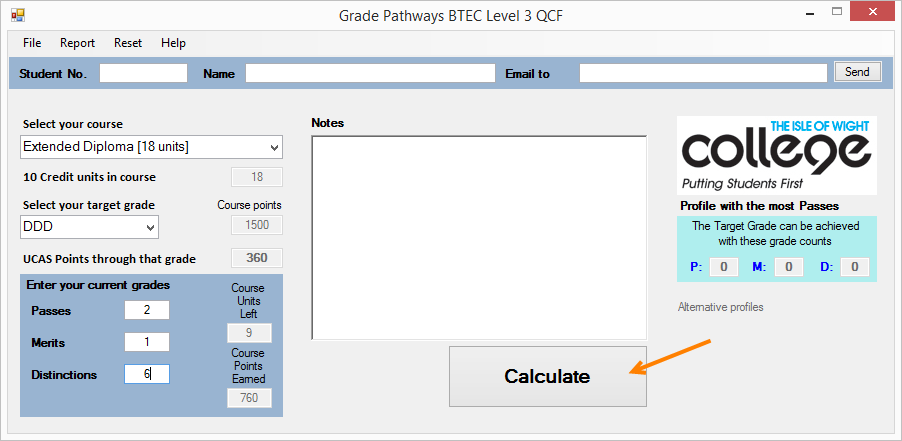 Grade Pathways BTEC Level 3 QCF
File Report Reset Help
Student No. Name Email to Send
Select your course
Extended Diploma [18 units]
10 Credit units in course 18
Select your target grade Course points
DDD 1500
UCAS Points through that grade 360
Enter your current grades
Passes 2
Merits 1
Distinctions 6
Course
Units
Left
9
Course
Points
Earned
760
Notes
Calculate
THE ISLE OF WIGHT
college
Putting Students First
Profile with the most Passes
The Target Grade can be achieved
with these grade counts
P: 0 M: 0 D: 0
Alternative profiles